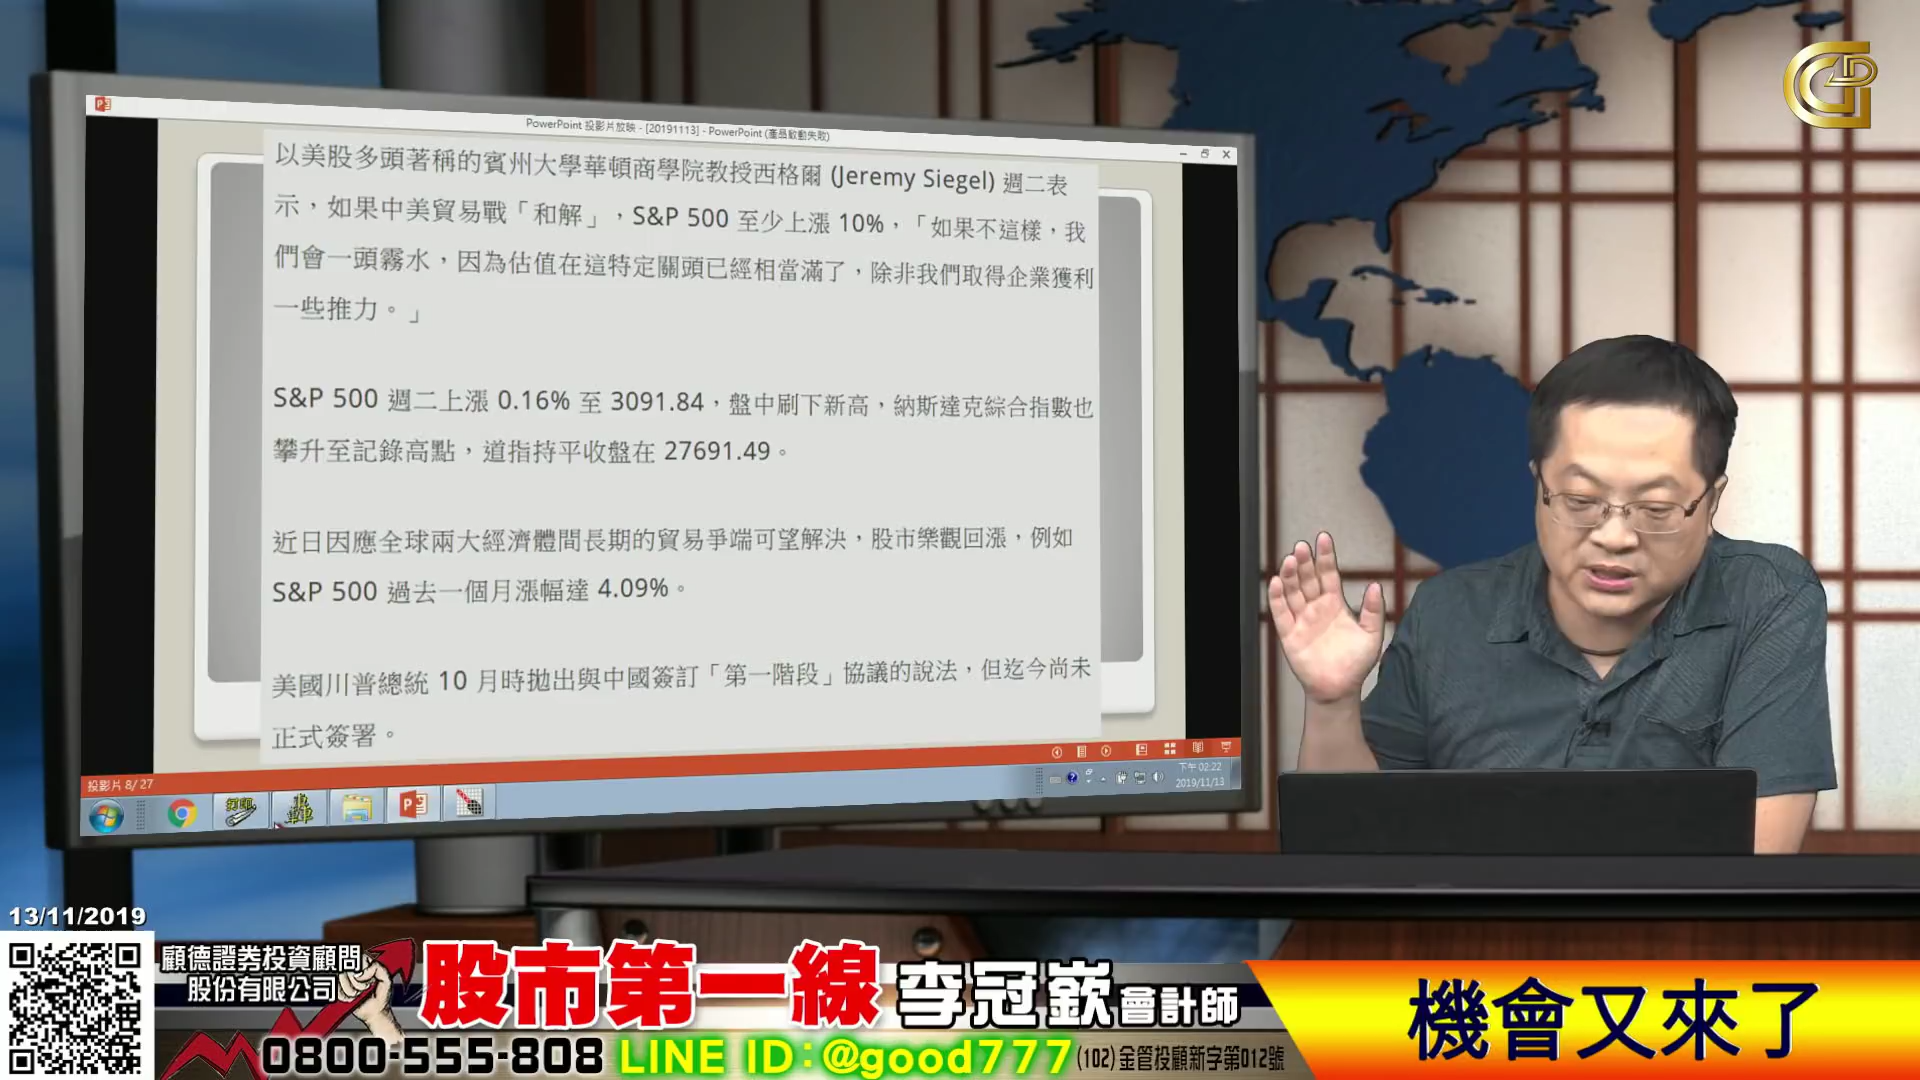 PowerPoint 投影片放映 - [20191113] - PowerPoint (產品啟動失敗)
以美股多頭著稱的賓州大學華頓商學院教授西格爾 (Jeremy Siegel) 週二表
示，如果中美貿易戰「和解」，S&P 500 至少上漲 10%，「如果不這樣，我
們會一頭霧水，因為估值在這特定關頭已經相當滿了，除非我們取得企業獲利
一些推力。」
S&P 500 週二上漲 0.16% 至 3091.84，盤中刷下新高，納斯達克綜合指數也
攀升至記錄高點，道指持平收盤在 27691.49。
近日因應全球兩大經濟體間長期的貿易爭端可望解決，股市樂觀回漲，例如
S&P 500 過去一個月漲幅達 4.09%。
美國川普總統 10 月時拋出與中國簽訂「第一階段」協議的說法，但迄今尚未
正式簽署。
投影片 8/27
下午 02:22
2019/11/13
13/11/2019
顧德證券投資顧問
股份有限公司
股市第一線 李冠嶔會計師
0800-555-808 LINE ID：@good777 (102)金管投顧新字第012號
機會又來了